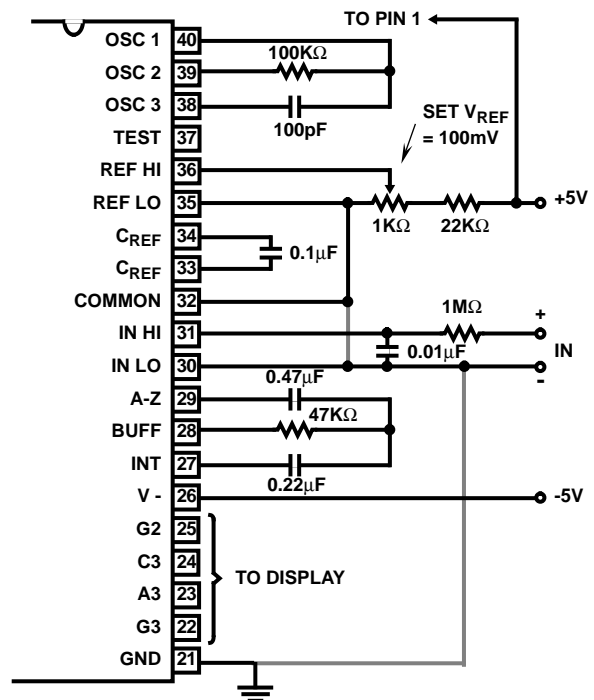 TO PIN 1
OSC 1 40
100KΩ
OSC 2 39
OSC 3 38
100pF
SET VREF
= 100mV
TEST 37
REF HI 36
REF LO 35
1KΩ 22KΩ
+5V
CREF 34
0.1µF
CREF 33
COMMON 32
1MΩ
+
IN HI 31
0.01µF
IN
IN LO 30
-
0.47µF
A-Z 29
47KΩ
BUFF 28
INT 27
0.22µF
V - 26
-5V
G2 25
C3 24
TO DISPLAY
A3 23
G3 22
GND 21